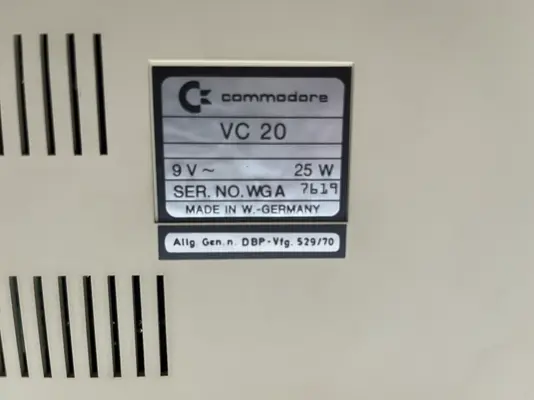 commodore
VC 20
9 V ~ 25 W
SER. NO. WGA 7619
MADE IN W.-GERMANY
Allg. Gen. n. DBP-Vfg. 529/70